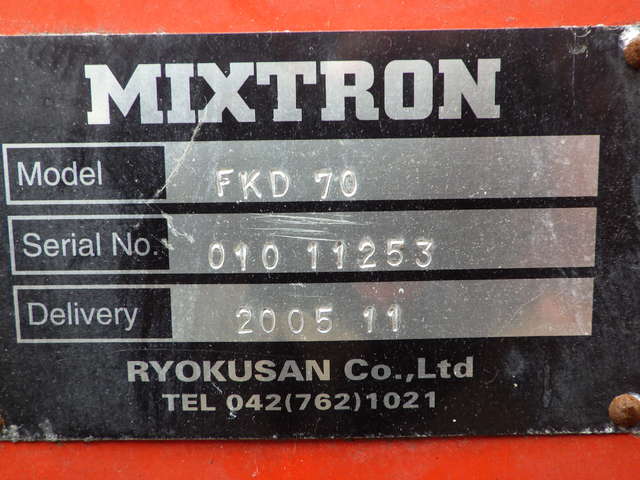 MIXTRON
Model FKD 70
Serial No. 010 11253
Delivery 2005 11
RYOKUSAN Co.,Ltd
TEL 042(762)1021